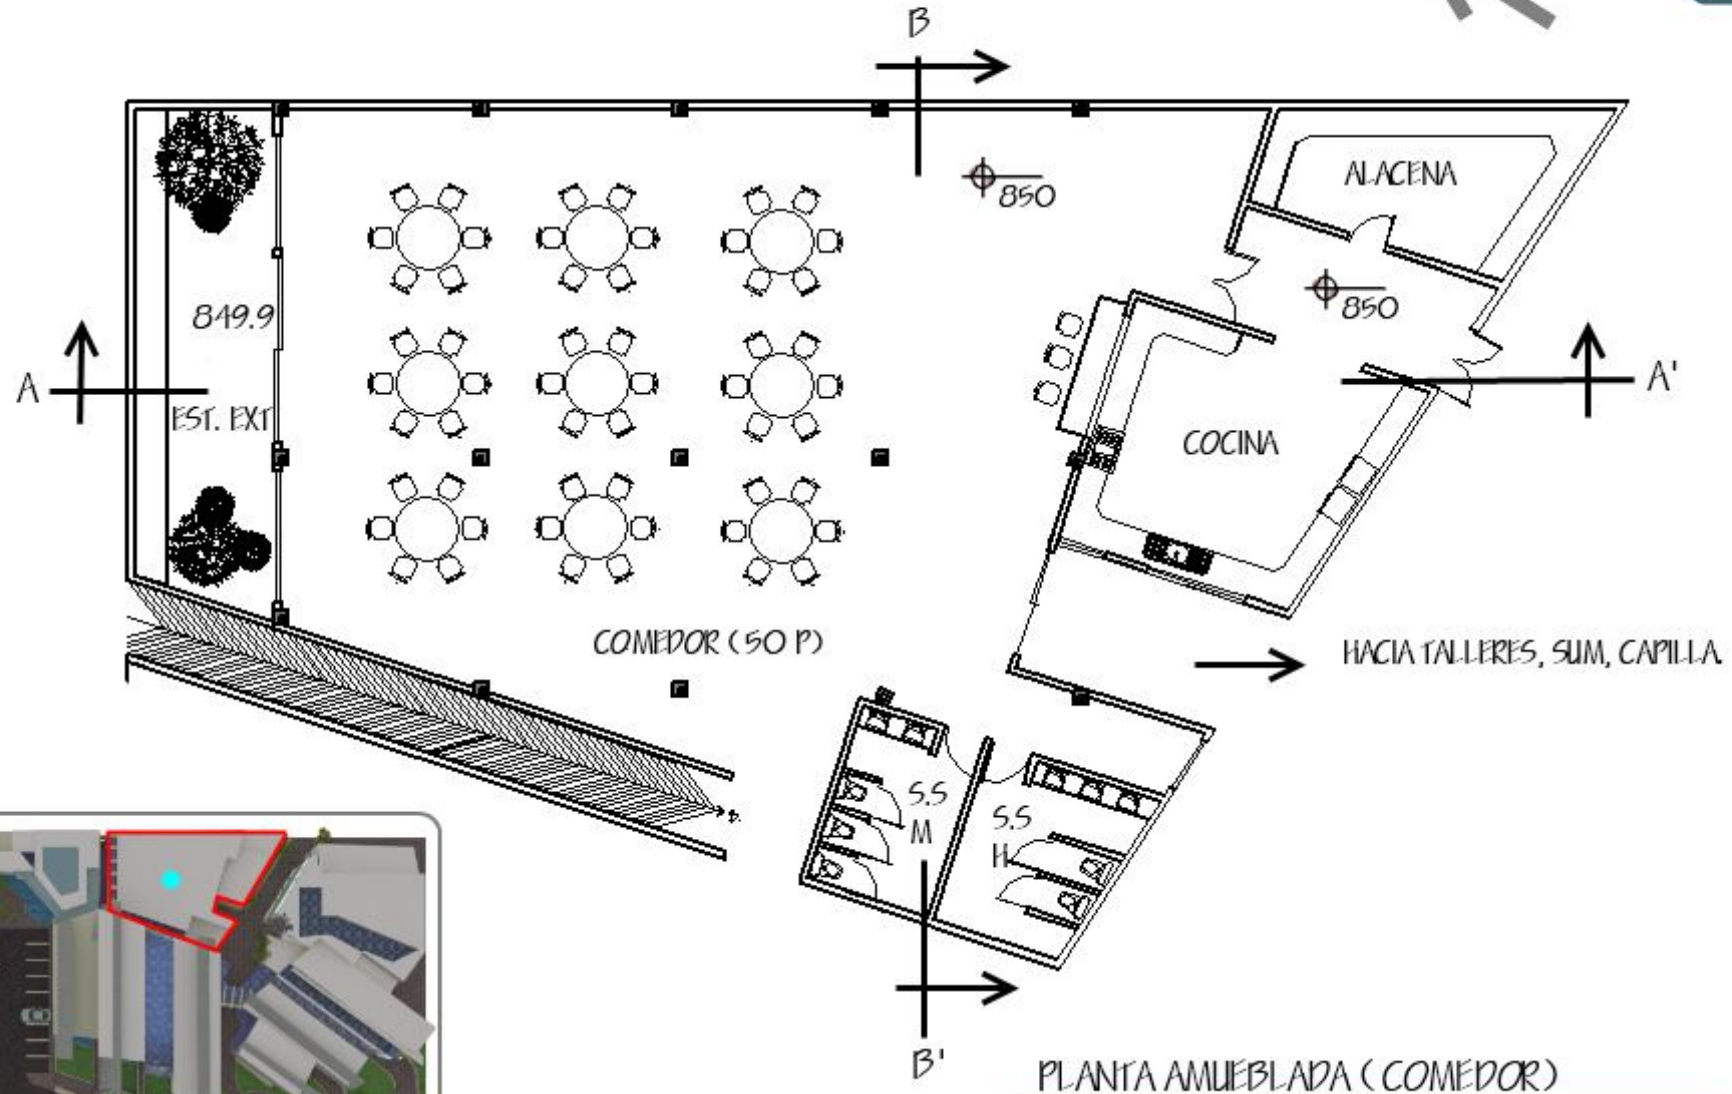 B
ALACENA
850
850
849.9
A
A'
EST. EXT
COCINA
COMEDOR (50 P)
HACIA TALLERES, SUM, CAPILLA.
S.S
M
S.S
H
B'
PLANTA AMUEBLADA (COMEDOR)